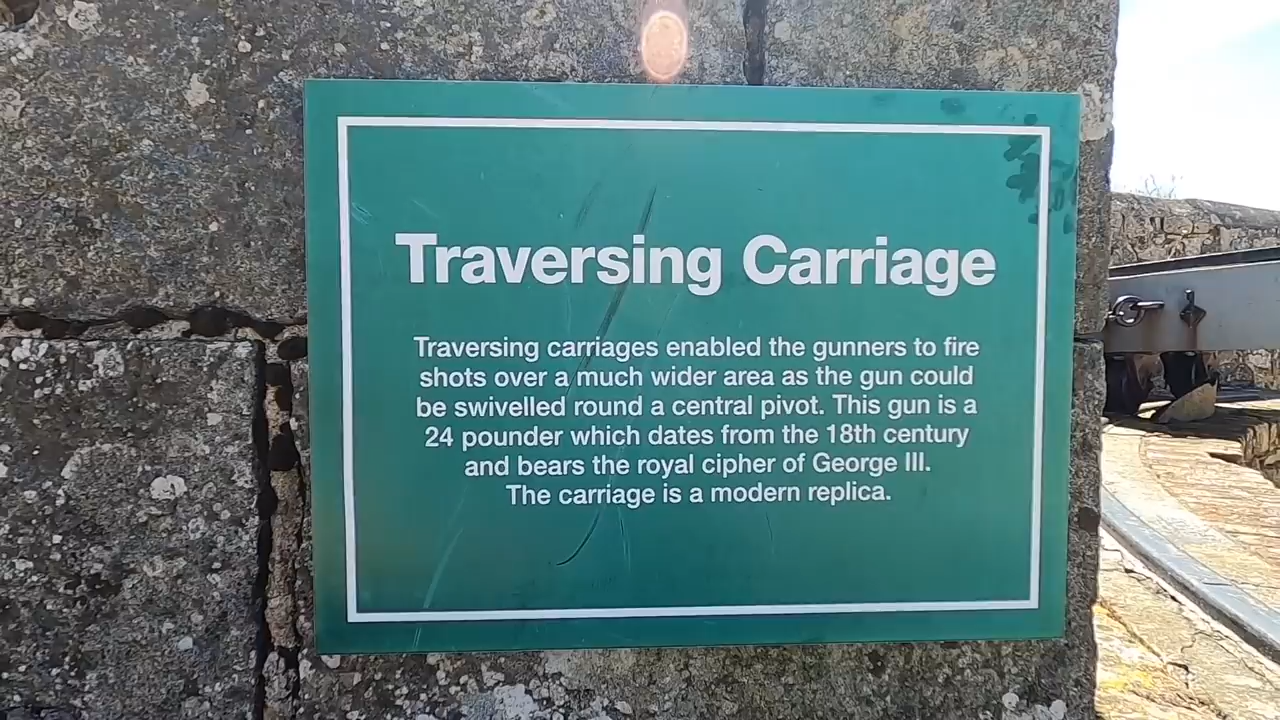 Traversing Carriage
Traversing carriages enabled the gunners to fire
shots over a much wider area as the gun could
be swivelled round a central pivot. This gun is a
24 pounder which dates from the 18th century
and bears the royal cipher of George III.
The carriage is a modern replica.